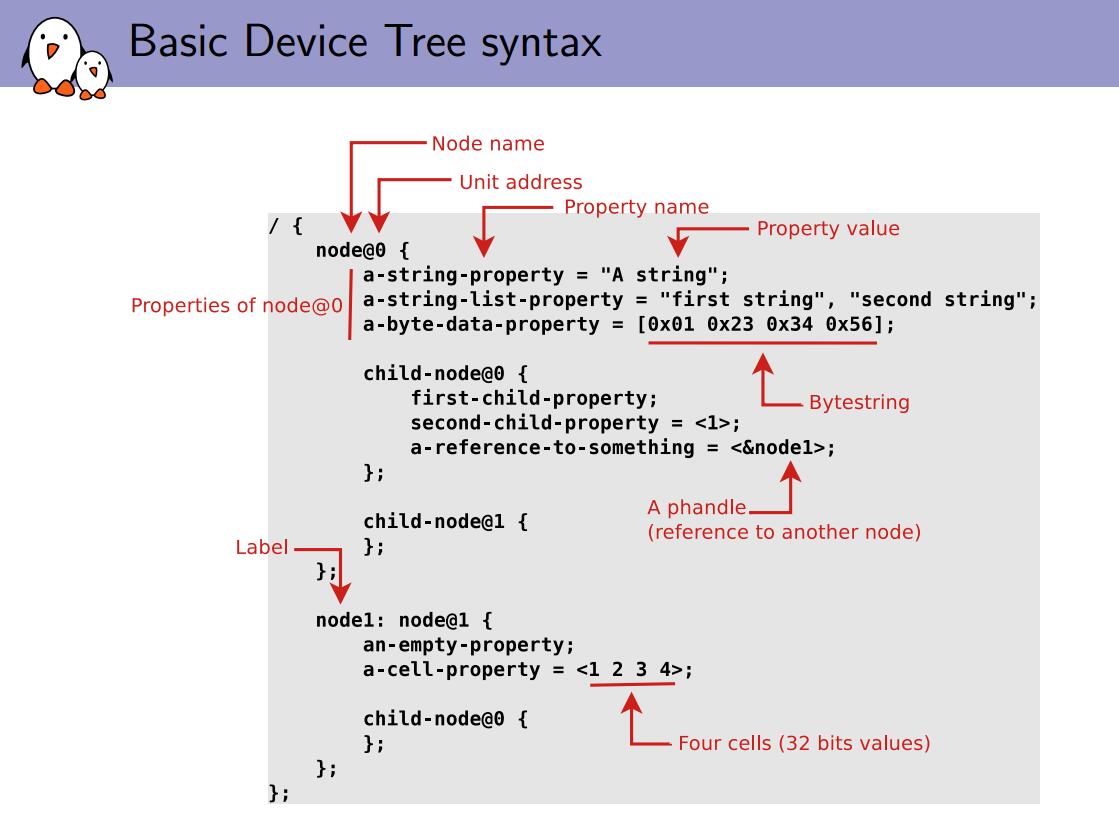 Basic Device Tree syntax
Node name
Unit address
Property name
/ {
Property value
node@0 {
a-string-property = "A string";
Properties of node@0
a-string-list-property = "first string", "second string";
a-byte-data-property = [0x01 0x23 0x34 0x56];
child-node@0 {
first-child-property;
Bytestring
second-child-property = <1>;
a-reference-to-something = <&node1>;
};
A phandle
(reference to another node)
child-node@1 {
Label
};
};
node1: node@1 {
an-empty-property;
a-cell-property = <1 2 3 4>;
child-node@0 {
};
Four cells (32 bits values)
};
};